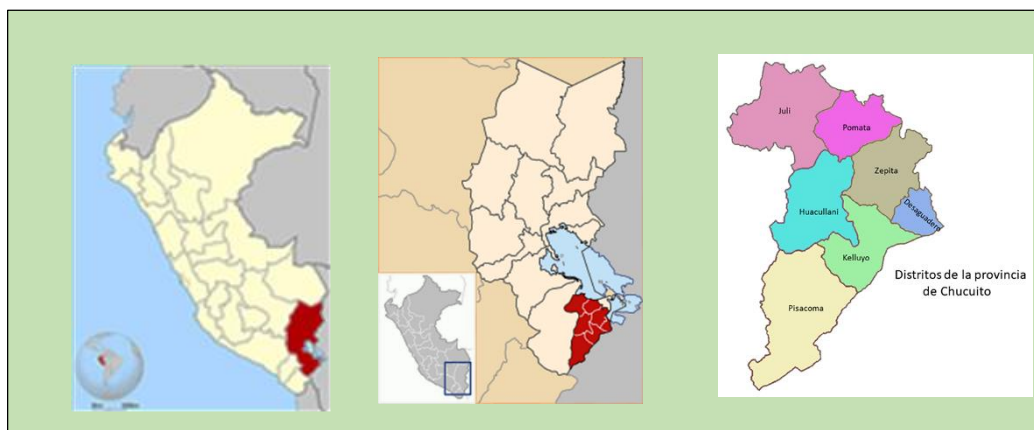 Juli
Pomata
Zepita
Huacullani
Desaguadero
Kelluyo
Distritos de la provincia
de Chucuito
Pisacoma